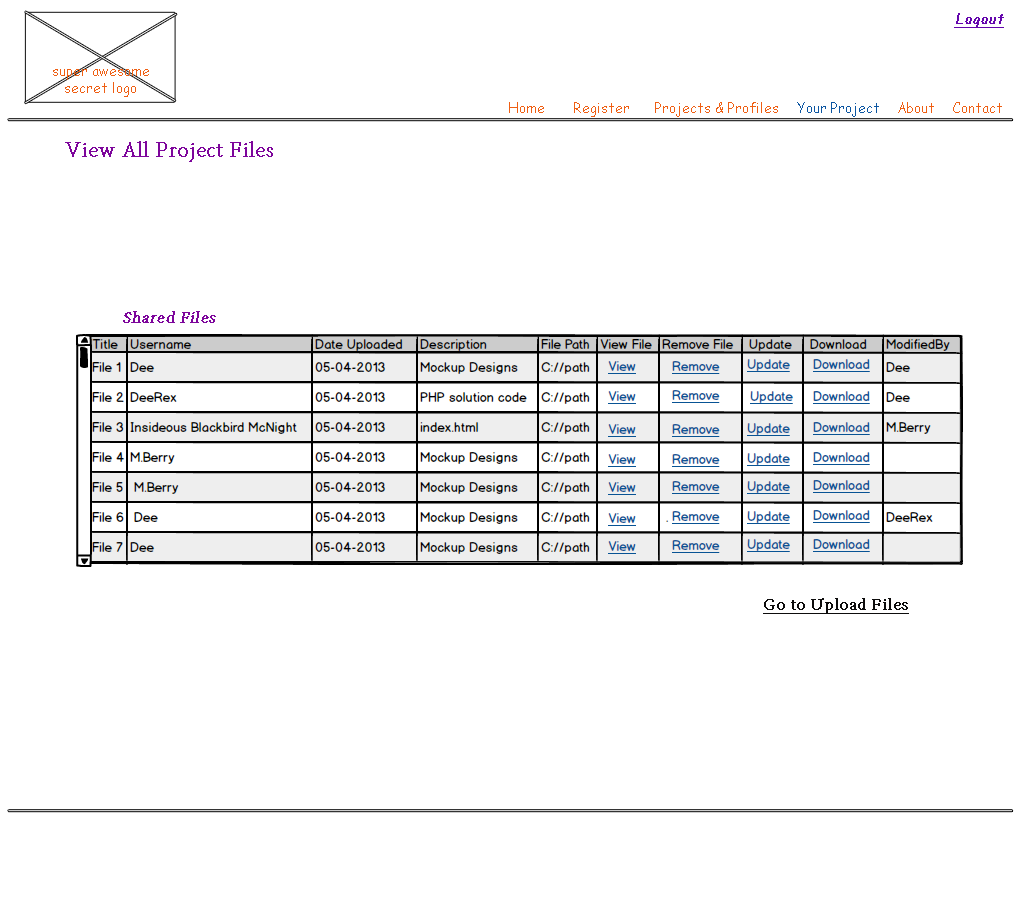 Logout
super awesome
secret logo
Home Register Projects & Profiles Your Project About Contact
View All Project Files
Shared Files
Title Username Date Uploaded Description File Path View File Remove File Update Download ModifiedBy
File 1 Dee 05-04-2013 Mockup Designs C://path View Remove Update Download Dee
File 2 DeeRex 05-04-2013 PHP solution code C://path View Remove Update Download Dee
File 3 Insideous Blackbird McNight 05-04-2013 index.html C://path View Remove Update Download M.Berry
File 4 M.Berry 05-04-2013 Mockup Designs C://path View Remove Update Download
File 5 M.Berry 05-04-2013 Mockup Designs C://path View Remove Update Download
File 6 Dee 05-04-2013 Mockup Designs C://path View . Remove Update Download DeeRex
File 7 Dee 05-04-2013 Mockup Designs C://path View Remove Update Download
Go to Upload Files